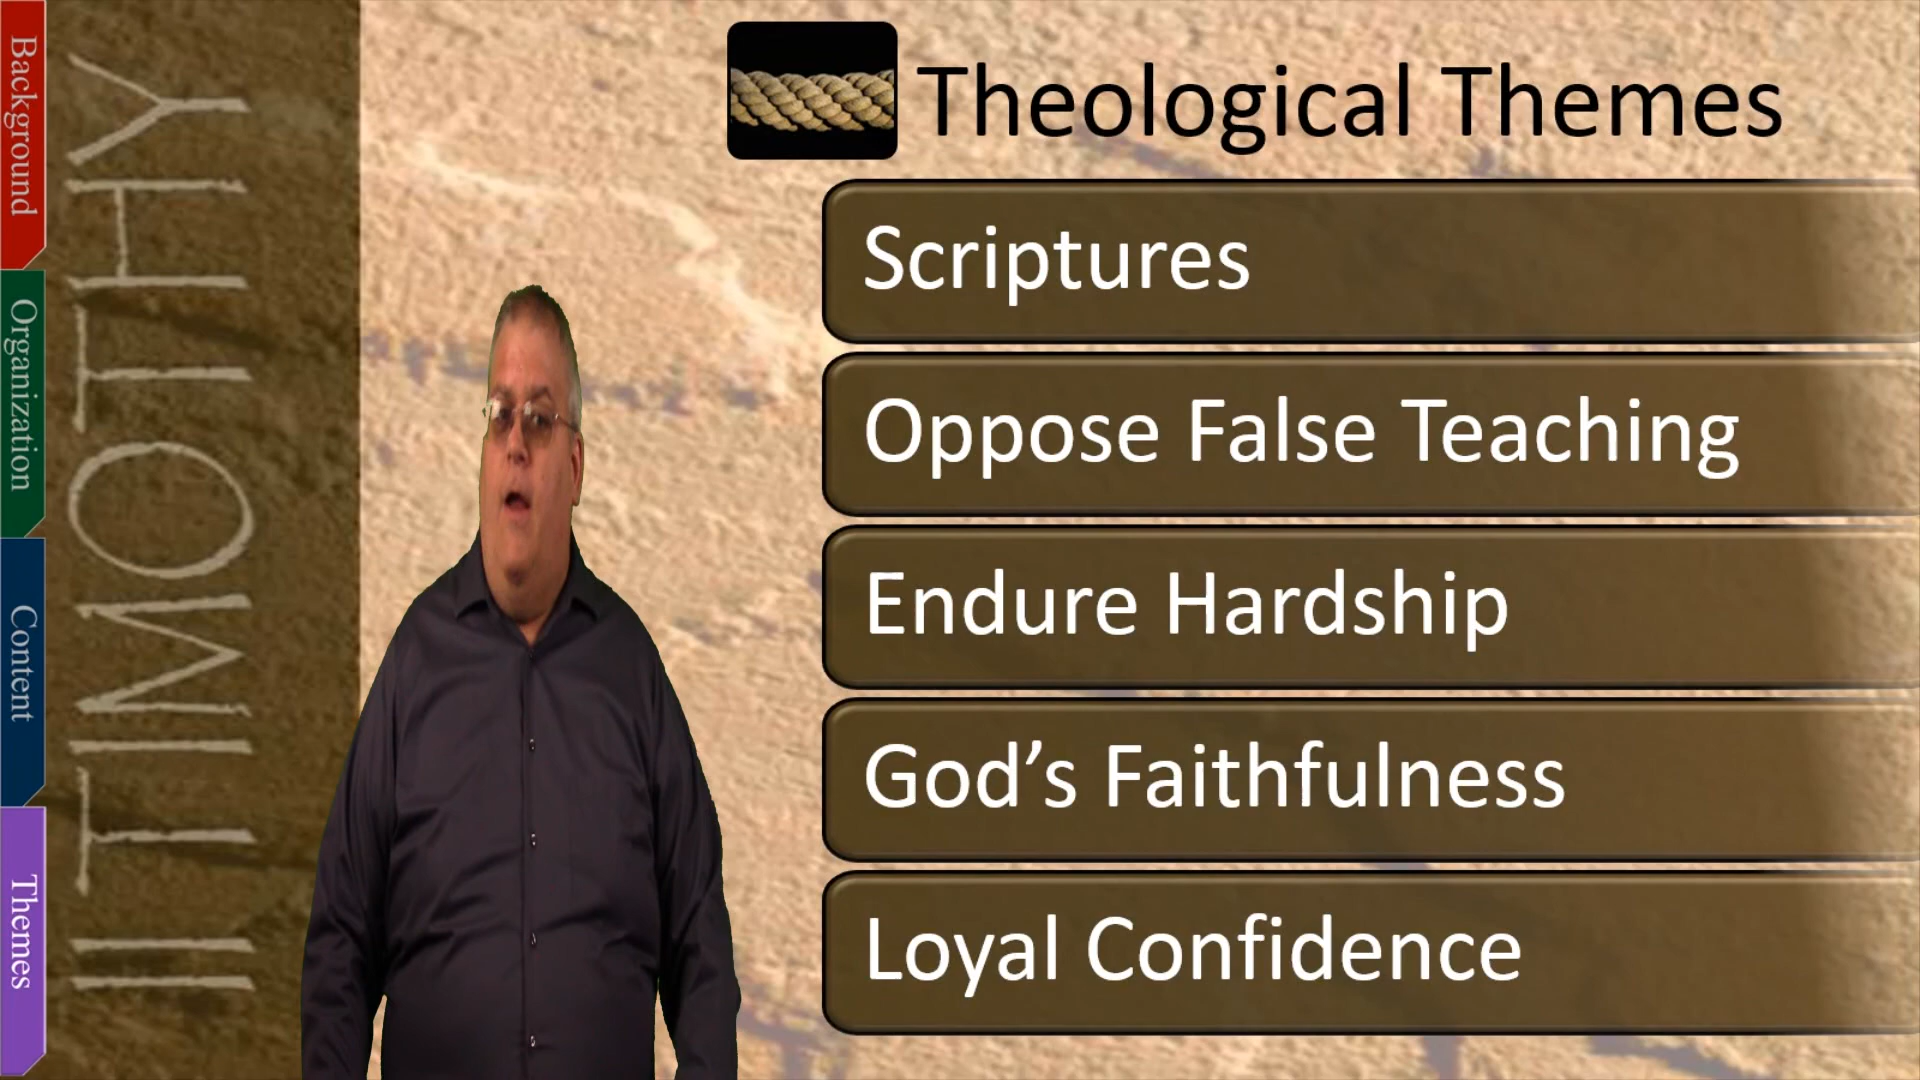 Background
Organization
Content
Themes
II TIMOTHY
Theological Themes
Scriptures
Oppose False Teaching
Endure Hardship
God’s Faithfulness
Loyal Confidence